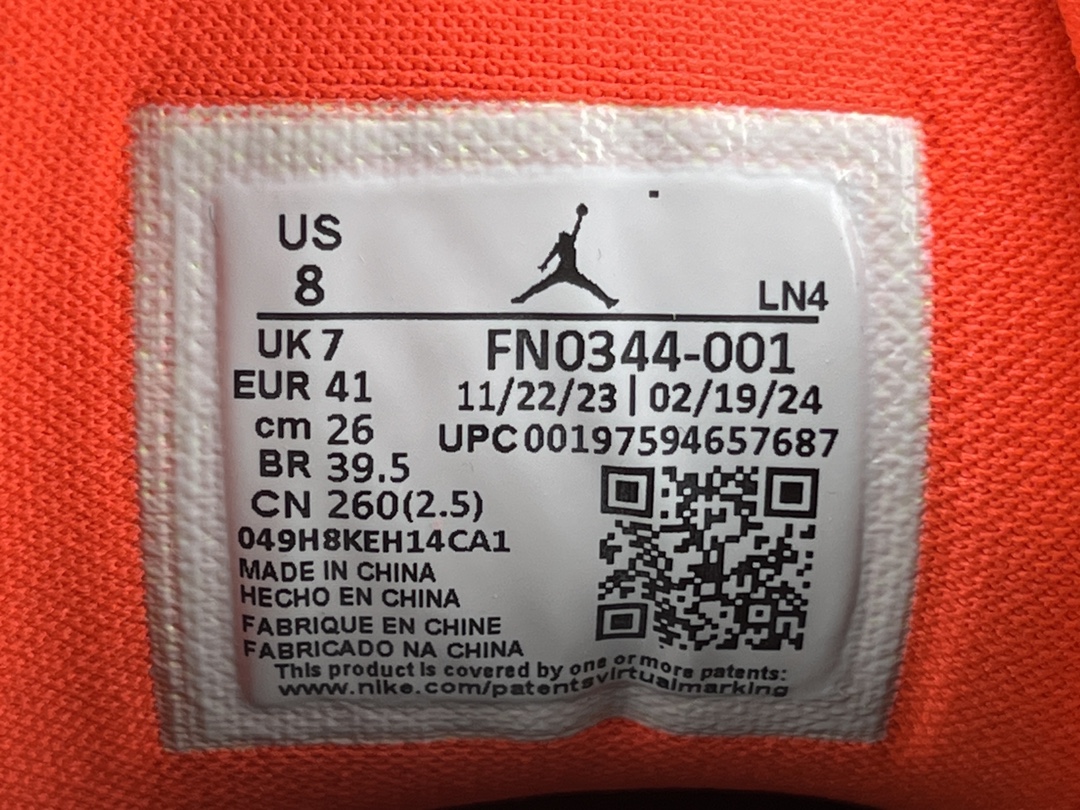 US
8
LN4
UK 7
FN0344-001
EUR 41
11/22/23 | 02/19/24
cm 26
UPC 00197594657687
BR 39.5
CN 260(2.5)
049H8KEH14CA1
MADE IN CHINA
HECHO EN CHINA
FABRIQUE EN CHINE
FABRICADO NA CHINA
This product is covered by one or more patents:
www.nike.com/patentsvirtualmarking